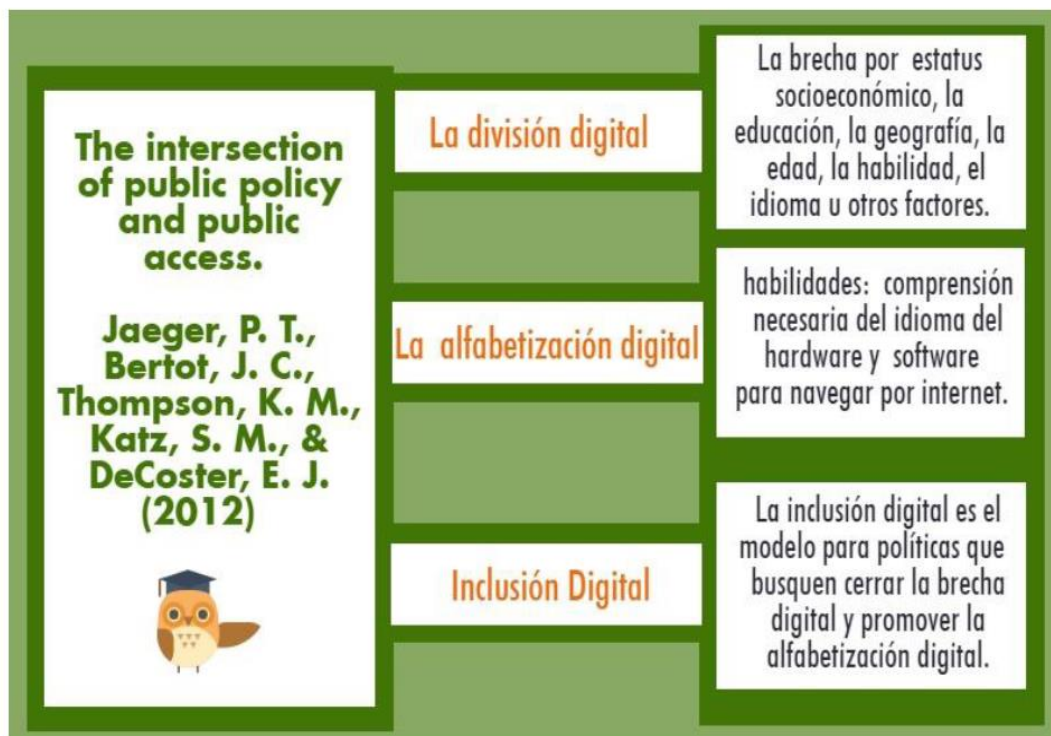 The intersection
of public policy
and public
access.
Jaeger, P. T.,
Bertot, J. C.,
Thompson, K. M.,
Katz, S. M., &
DeCoster, E. J.
(2012)
La división digital
La brecha por estatus
socioeconómico, la
educación, la geografía, la
edad, la habilidad, el
idioma u otros factores.
La alfabetización digital
habilidades: comprensión
necesaria del idioma del
hardware y software
para navegar por internet.
Inclusión Digital
La inclusión digital es el
modelo para políticas que
busquen cerrar la brecha
digital y promover la
alfabetización digital.